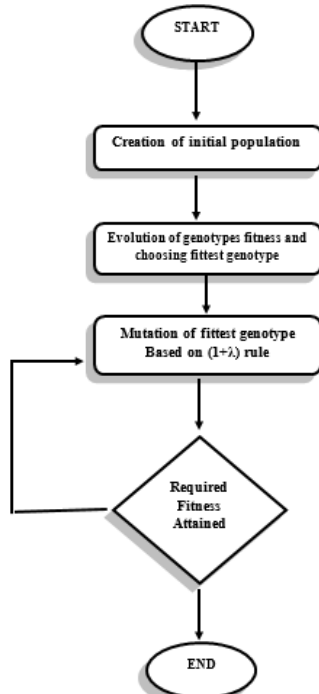 START
Creation of initial population
Evolution of genotypes fitness and
choosing fittest genotype
Mutation of fittest genotype
Based on (1+λ) rule
Required
Fitness
Attained
END